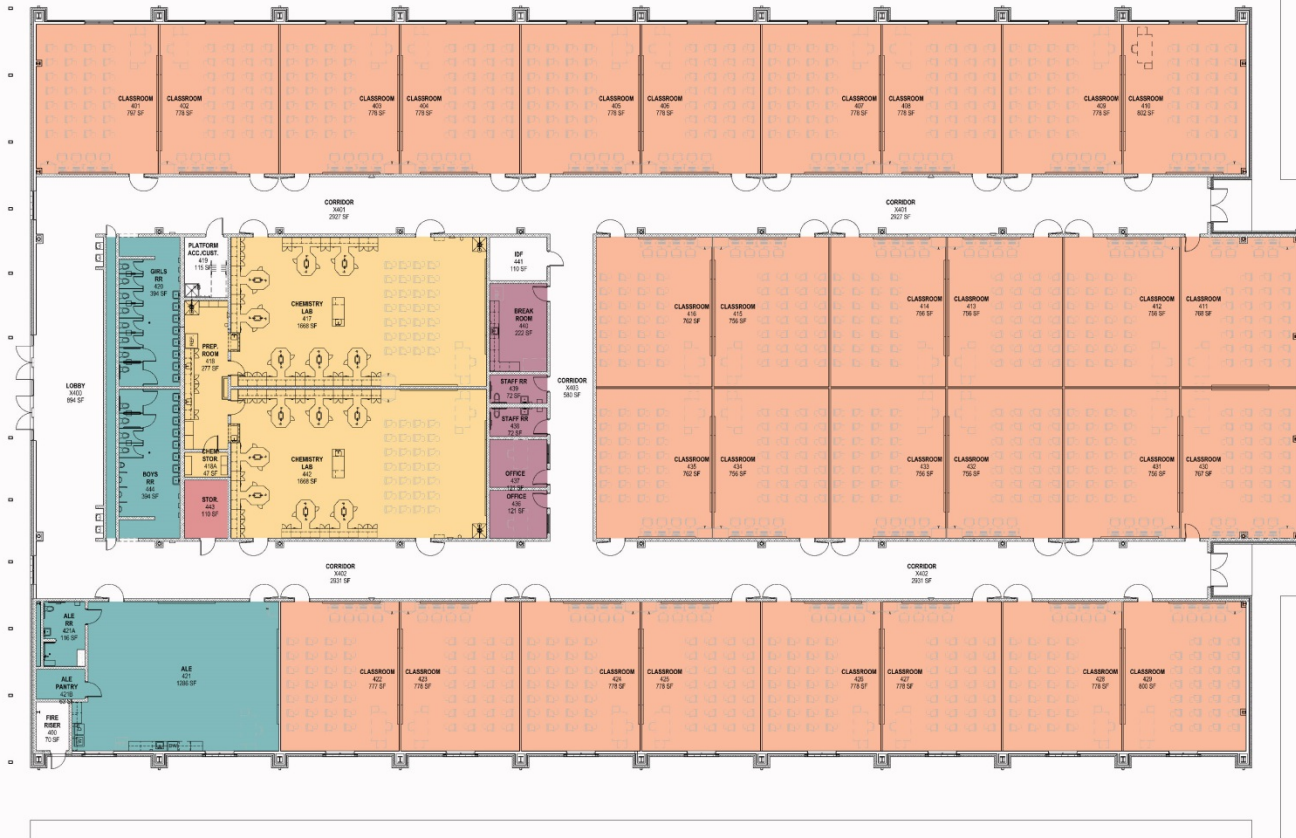 CLASSROOM
401
797 SF
CLASSROOM
402
778 SF
CLASSROOM
403
778 SF
CLASSROOM
404
778 SF
CLASSROOM
405
778 SF
CLASSROOM
406
778 SF
CLASSROOM
407
778 SF
CLASSROOM
408
778 SF
CLASSROOM
409
778 SF
CLASSROOM
410
802 SF
CORRIDOR
X401
2927 SF
CORRIDOR
X401
2927 SF
PLATFORM
ACC./CUST.
419
115 SF
GIRLS
RR
420
394 SF
CHEMISTRY
LAB
417
1668 SF
IDF
441
110 SF
BREAK
ROOM
440
222 SF
CLASSROOM
416
762 SF
CLASSROOM
415
756 SF
CLASSROOM
414
CLASSROOM
413
756 SF
CLASSROOM
412
756 SF
CLASSROOM
411
768 SF
PREP.
ROOM
418
277 SF
LOBBY
X400
894 SF
STAFF RR
439
72 SF
CORRIDOR
X403
580 SF
STAFF RR
72 SF
CHEM
STOR.
418A
47 SF
BOYS
RR
444
394 SF
CHEMISTRY
LAB
442
1668 SF
OFFICE
437
121 SF
OFFICE
436
121 SF
STOR.
443
CLASSROOM
435
762 SF
CLASSROOM
434
756 SF
CLASSROOM
433
756 SF
CLASSROOM
432
756 SF
CLASSROOM
431
756 SF
CLASSROOM
430
767 SF
CORRIDOR
X402
2931 SF
CORRIDOR
X402
2931 SF
ALE
RR
421A
ALE
PANTRY
421B
ALE
421
FIRE
RISER
400
70 SF
CLASSROOM
422
777 SF
CLASSROOM
423
778 SF
CLASSROOM
424
778 SF
CLASSROOM
425
778 SF
CLASSROOM
426
778 SF
CLASSROOM
427
778 SF
CLASSROOM
428
778 SF
CLASSROOM
429
800 SF